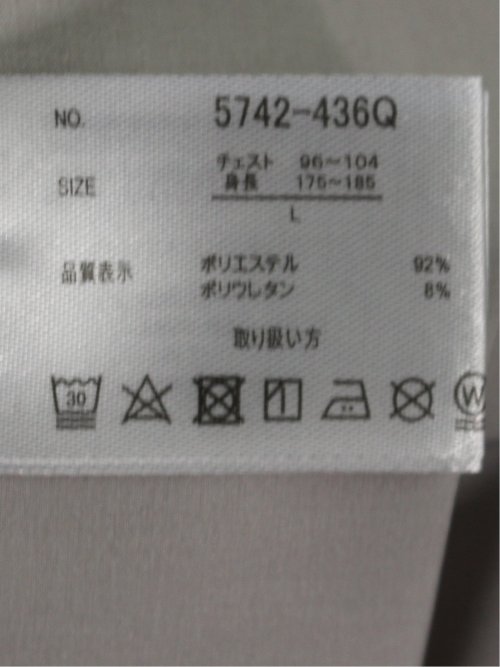 NO. 5742-436Q
チェスト 96～104
SIZE 身長 175～185
L
品質表示 ポリエステル 92%
ポリウレタン 8%
取り扱い方
30 W